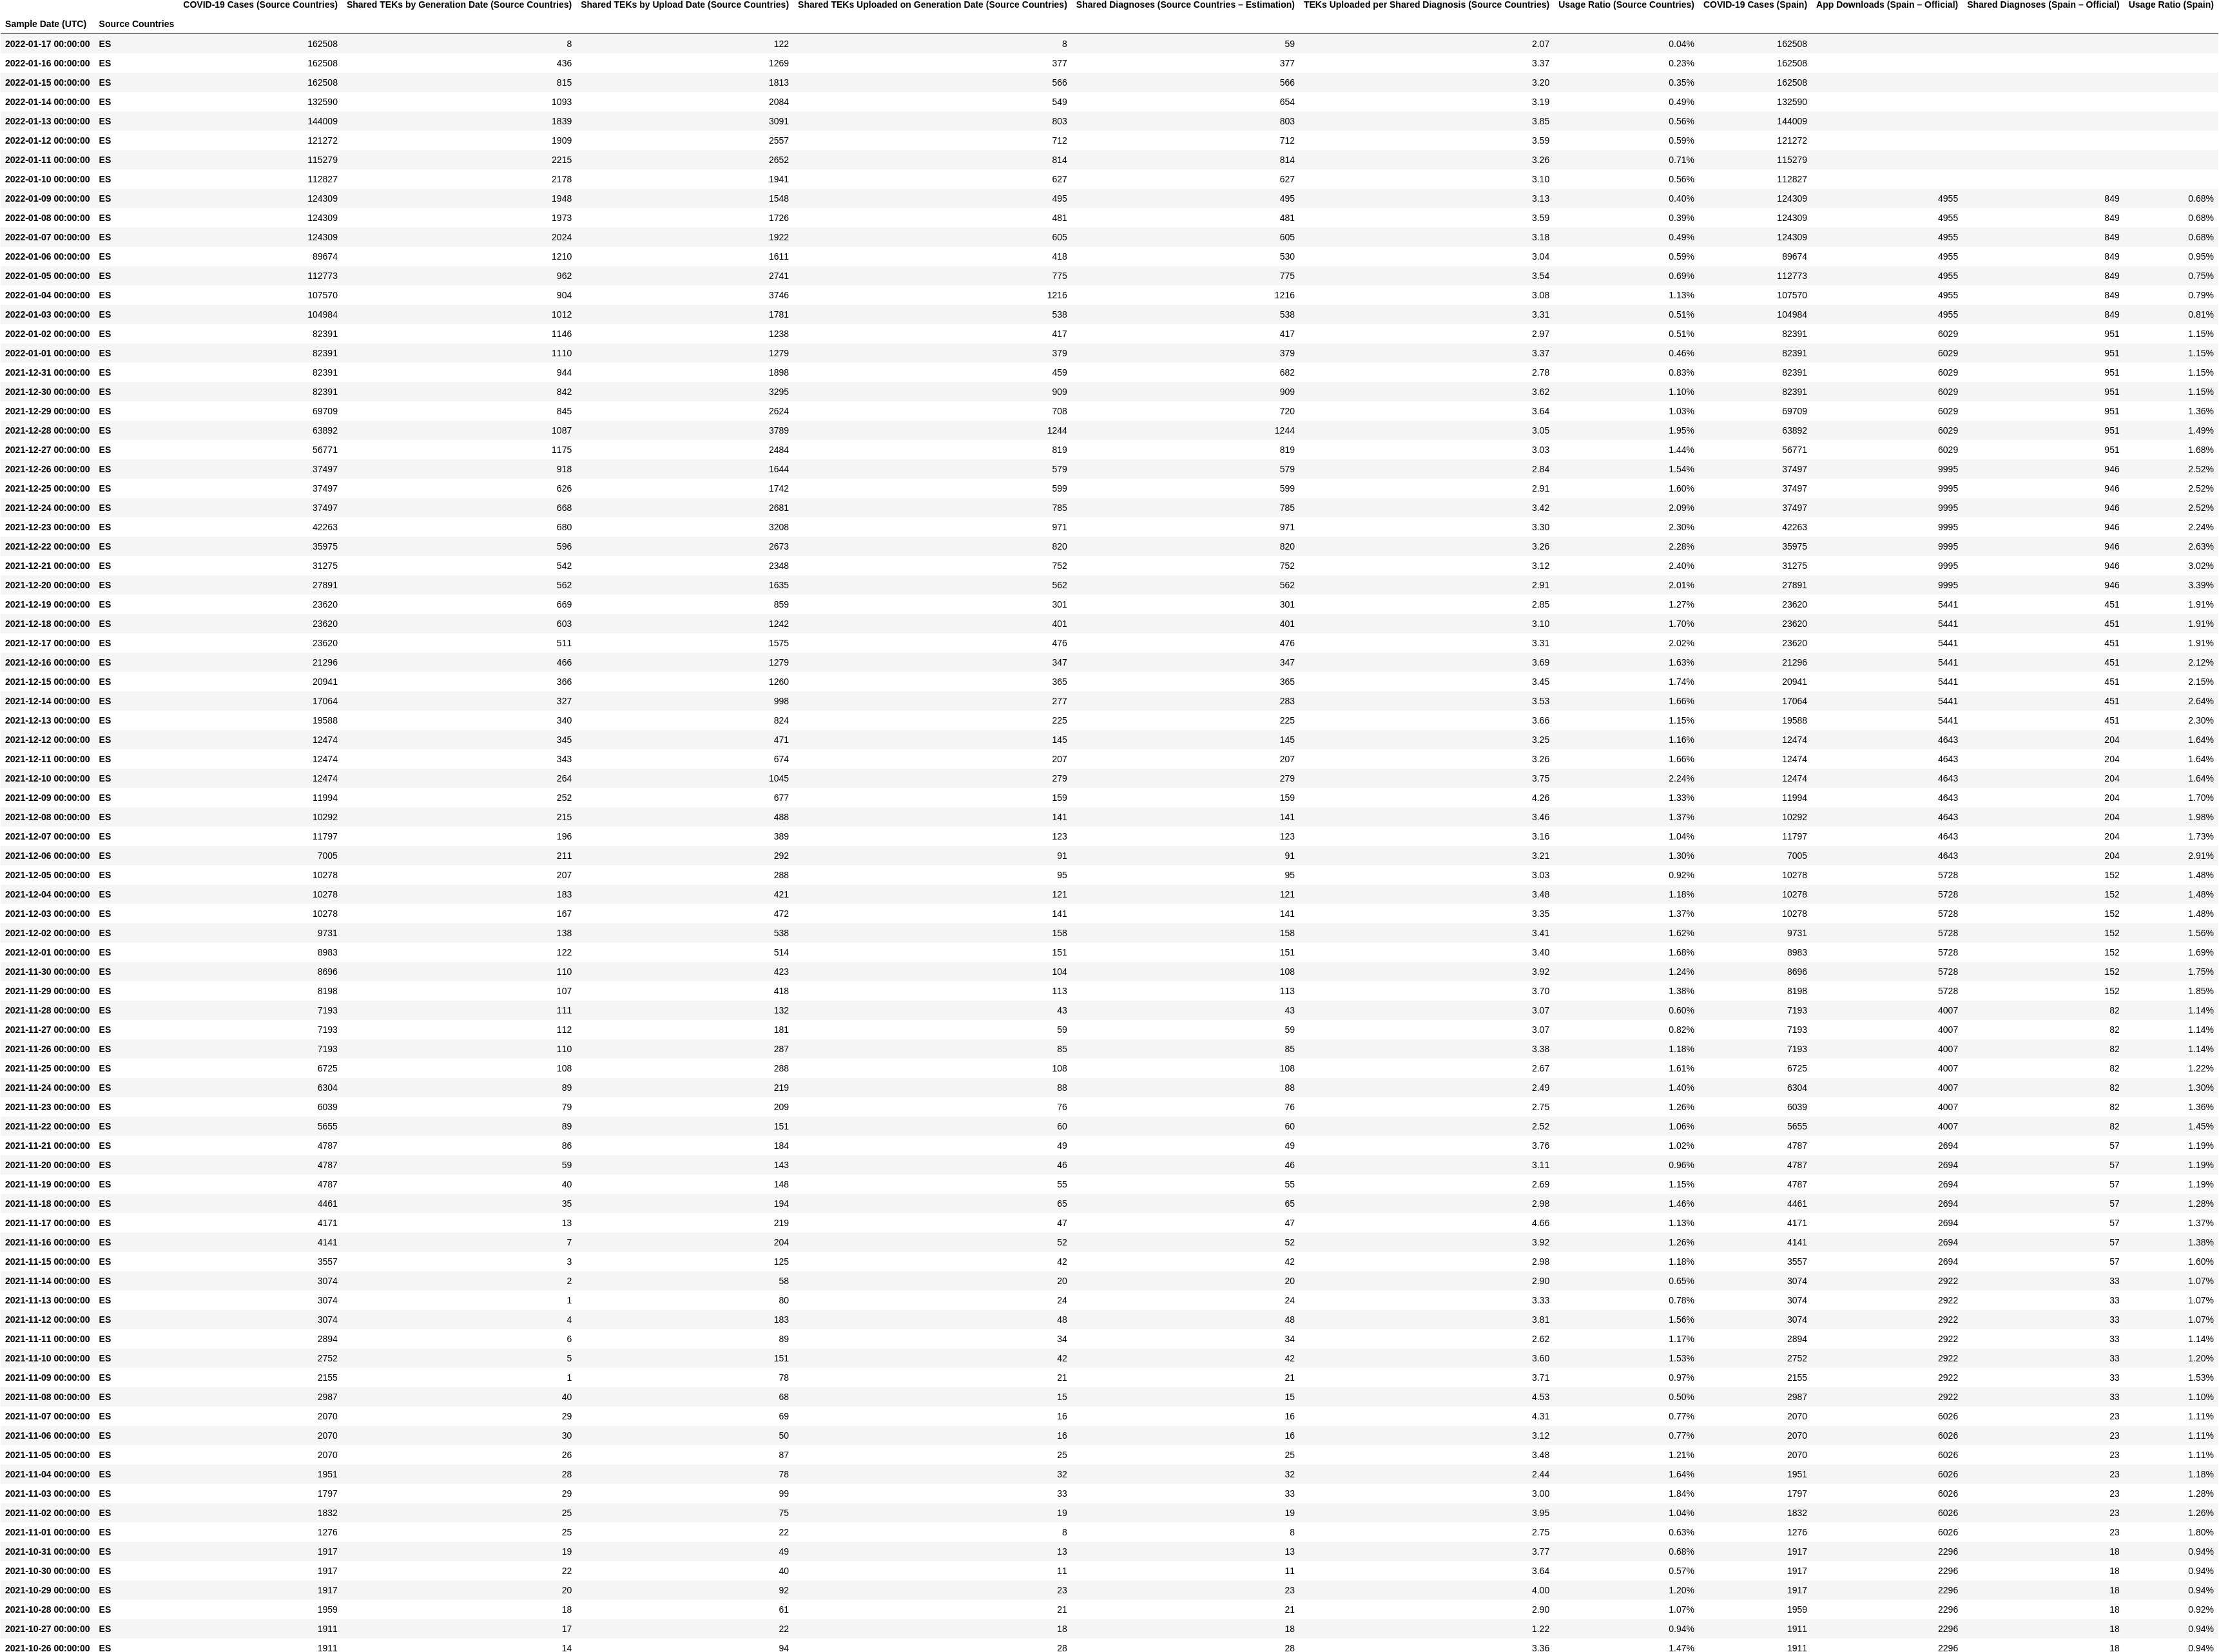 COVID-19 Cases (Source Countries) Shared TEKs by Generation Date (Source Countries) Shared TEKs by Upload Date (Source Countries) Shared TEKs Uploaded on Generation Date (Source Countries) Shared Diagnoses (Source Countries – Estimation) TEKs Uploaded per Shared Diagnosis (Source Countries) Usage Ratio (Source Countries) COVID-19 Cases (Spain) App Downloads (Spain – Official) Shared Diagnoses (Spain – Official) Usage Ratio (Spain)
Sample Date (UTC) Source Countries
2022-01-17 00:00:00 ES 162508 8 122 8 59 2.07 0.04% 162508
2022-01-16 00:00:00 ES 162508 436 1269 377 377 3.37 0.23% 162508
2022-01-15 00:00:00 ES 162508 815 1813 566 566 3.20 0.35% 162508
2022-01-14 00:00:00 ES 132590 1093 2084 549 654 3.19 0.49% 132590
2022-01-13 00:00:00 ES 144009 1839 3091 803 803 3.85 0.56% 144009
2022-01-12 00:00:00 ES 121272 1909 2557 712 712 3.59 0.59% 121272
2022-01-11 00:00:00 ES 115279 2215 2652 814 814 3.26 0.71% 115279
2022-01-10 00:00:00 ES 112827 2178 1941 627 627 3.10 0.56% 112827
2022-01-09 00:00:00 ES 124309 1948 1548 495 495 3.13 0.40% 124309 4955 849 0.68%
2022-01-08 00:00:00 ES 124309 1973 1726 481 481 3.59 0.39% 124309 4955 849 0.68%
2022-01-07 00:00:00 ES 124309 2024 1922 605 605 3.18 0.49% 124309 4955 849 0.68%
2022-01-06 00:00:00 ES 89674 1210 1611 418 530 3.04 0.59% 89674 4955 849 0.95%
2022-01-05 00:00:00 ES 112773 962 2741 775 775 3.54 0.69% 112773 4955 849 0.75%
2022-01-04 00:00:00 ES 107570 904 3746 1216 1216 3.08 1.13% 107570 4955 849 0.79%
2022-01-03 00:00:00 ES 104984 1012 1781 538 538 3.31 0.51% 104984 4955 849 0.81%
2022-01-02 00:00:00 ES 82391 1146 1238 417 417 2.97 0.51% 82391 6029 951 1.15%
2022-01-01 00:00:00 ES 82391 1110 1279 379 379 3.37 0.46% 82391 6029 951 1.15%
2021-12-31 00:00:00 ES 82391 944 1898 459 682 2.78 0.83% 82391 6029 951 1.15%
2021-12-30 00:00:00 ES 82391 842 3295 909 909 3.62 1.10% 82391 6029 951 1.15%
2021-12-29 00:00:00 ES 69709 845 2624 708 720 3.64 1.03% 69709 6029 951 1.36%
2021-12-28 00:00:00 ES 63892 1087 3789 1244 1244 3.05 1.95% 63892 6029 951 1.49%
2021-12-27 00:00:00 ES 56771 1175 2484 819 819 3.03 1.44% 56771 6029 951 1.68%
2021-12-26 00:00:00 ES 37497 918 1644 579 579 2.84 1.54% 37497 9995 946 2.52%
2021-12-25 00:00:00 ES 37497 626 1742 599 599 2.91 1.60% 37497 9995 946 2.52%
2021-12-24 00:00:00 ES 37497 668 2681 785 785 3.42 2.09% 37497 9995 946 2.52%
2021-12-23 00:00:00 ES 42263 680 3208 971 971 3.30 2.30% 42263 9995 946 2.24%
2021-12-22 00:00:00 ES 35975 596 2673 820 820 3.26 2.28% 35975 9995 946 2.63%
2021-12-21 00:00:00 ES 31275 542 2348 752 752 3.12 2.40% 31275 9995 946 3.02%
2021-12-20 00:00:00 ES 27891 562 1635 562 562 2.91 2.01% 27891 9995 946 3.39%
2021-12-19 00:00:00 ES 23620 669 859 301 301 2.85 1.27% 23620 5441 451 1.91%
2021-12-18 00:00:00 ES 23620 603 1242 401 401 3.10 1.70% 23620 5441 451 1.91%
2021-12-17 00:00:00 ES 23620 511 1575 476 476 3.31 2.02% 23620 5441 451 1.91%
2021-12-16 00:00:00 ES 21296 466 1279 347 347 3.69 1.63% 21296 5441 451 2.12%
2021-12-15 00:00:00 ES 20941 366 1260 365 365 3.45 1.74% 20941 5441 451 2.15%
2021-12-14 00:00:00 ES 17064 327 998 277 283 3.53 1.66% 17064 5441 451 2.64%
2021-12-13 00:00:00 ES 19588 340 824 225 225 3.66 1.15% 19588 5441 451 2.30%
2021-12-12 00:00:00 ES 12474 345 471 145 145 3.25 1.16% 12474 4643 204 1.64%
2021-12-11 00:00:00 ES 12474 343 674 207 207 3.26 1.66% 12474 4643 204 1.64%
2021-12-10 00:00:00 ES 12474 264 1045 279 279 3.75 2.24% 12474 4643 204 1.64%
2021-12-09 00:00:00 ES 11994 252 677 159 159 4.26 1.33% 11994 4643 204 1.70%
2021-12-08 00:00:00 ES 10292 215 488 141 141 3.46 1.37% 10292 4643 204 1.98%
2021-12-07 00:00:00 ES 11797 196 389 123 123 3.16 1.04% 11797 4643 204 1.73%
2021-12-06 00:00:00 ES 7005 211 292 91 91 3.21 1.30% 7005 4643 204 2.91%
2021-12-05 00:00:00 ES 10278 207 288 95 95 3.03 0.92% 10278 5728 152 1.48%
2021-12-04 00:00:00 ES 10278 183 421 121 121 3.48 1.18% 10278 5728 152 1.48%
2021-12-03 00:00:00 ES 10278 167 472 141 141 3.35 1.37% 10278 5728 152 1.48%
2021-12-02 00:00:00 ES 9731 138 538 158 158 3.41 1.62% 9731 5728 152 1.56%
2021-12-01 00:00:00 ES 8983 122 514 151 151 3.40 1.68% 8983 5728 152 1.69%
2021-11-30 00:00:00 ES 8696 110 423 104 108 3.92 1.24% 8696 5728 152 1.75%
2021-11-29 00:00:00 ES 8198 107 418 113 113 3.70 1.38% 8198 5728 152 1.85%
2021-11-28 00:00:00 ES 7193 111 132 43 43 3.07 0.60% 7193 4007 82 1.14%
2021-11-27 00:00:00 ES 7193 112 181 59 59 3.07 0.82% 7193 4007 82 1.14%
2021-11-26 00:00:00 ES 7193 110 287 85 85 3.38 1.18% 7193 4007 82 1.14%
2021-11-25 00:00:00 ES 6725 108 288 108 108 2.67 1.61% 6725 4007 82 1.22%
2021-11-24 00:00:00 ES 6304 89 219 88 88 2.49 1.40% 6304 4007 82 1.30%
2021-11-23 00:00:00 ES 6039 79 209 76 76 2.75 1.26% 6039 4007 82 1.36%
2021-11-22 00:00:00 ES 5655 89 151 60 60 2.52 1.06% 5655 4007 82 1.45%
2021-11-21 00:00:00 ES 4787 86 184 49 49 3.76 1.02% 4787 2694 57 1.19%
2021-11-20 00:00:00 ES 4787 59 143 46 46 3.11 0.96% 4787 2694 57 1.19%
2021-11-19 00:00:00 ES 4787 40 148 55 55 2.69 1.15% 4787 2694 57 1.19%
2021-11-18 00:00:00 ES 4461 35 194 65 65 2.98 1.46% 4461 2694 57 1.28%
2021-11-17 00:00:00 ES 4171 13 219 47 47 4.66 1.13% 4171 2694 57 1.37%
2021-11-16 00:00:00 ES 4141 7 204 52 52 3.92 1.26% 4141 2694 57 1.38%
2021-11-15 00:00:00 ES 3557 3 125 42 42 2.98 1.18% 3557 2694 57 1.60%
2021-11-14 00:00:00 ES 3074 2 58 20 20 2.90 0.65% 3074 2922 33 1.07%
2021-11-13 00:00:00 ES 3074 1 80 24 24 3.33 0.78% 3074 2922 33 1.07%
2021-11-12 00:00:00 ES 3074 4 183 48 48 3.81 1.56% 3074 2922 33 1.07%
2021-11-11 00:00:00 ES 2894 6 89 34 34 2.62 1.17% 2894 2922 33 1.14%
2021-11-10 00:00:00 ES 2752 5 151 42 42 3.60 1.53% 2752 2922 33 1.20%
2021-11-09 00:00:00 ES 2155 1 78 21 21 3.71 0.97% 2155 2922 33 1.53%
2021-11-08 00:00:00 ES 2987 40 68 15 15 4.53 0.50% 2987 2922 33 1.10%
2021-11-07 00:00:00 ES 2070 29 69 16 16 4.31 0.77% 2070 6026 23 1.11%
2021-11-06 00:00:00 ES 2070 30 50 16 16 3.12 0.77% 2070 6026 23 1.11%
2021-11-05 00:00:00 ES 2070 26 87 25 25 3.48 1.21% 2070 6026 23 1.11%
2021-11-04 00:00:00 ES 1951 28 78 32 32 2.44 1.64% 1951 6026 23 1.18%
2021-11-03 00:00:00 ES 1797 29 99 33 33 3.00 1.84% 1797 6026 23 1.28%
2021-11-02 00:00:00 ES 1832 25 75 19 19 3.95 1.04% 1832 6026 23 1.26%
2021-11-01 00:00:00 ES 1276 25 22 8 8 2.75 0.63% 1276 6026 23 1.80%
2021-10-31 00:00:00 ES 1917 19 49 13 13 3.77 0.68% 1917 2296 18 0.94%
2021-10-30 00:00:00 ES 1917 22 40 11 11 3.64 0.57% 1917 2296 18 0.94%
2021-10-29 00:00:00 ES 1917 20 92 23 23 4.00 1.20% 1917 2296 18 0.94%
2021-10-28 00:00:00 ES 1959 18 61 21 21 2.90 1.07% 1959 2296 18 0.92%
2021-10-27 00:00:00 ES 1911 17 22 18 18 1.22 0.94% 1911 2296 18 0.94%
2021-10-26 00:00:00 ES 1911 14 94 28 28 3.36 1.47% 1911 2296 18 0.94%